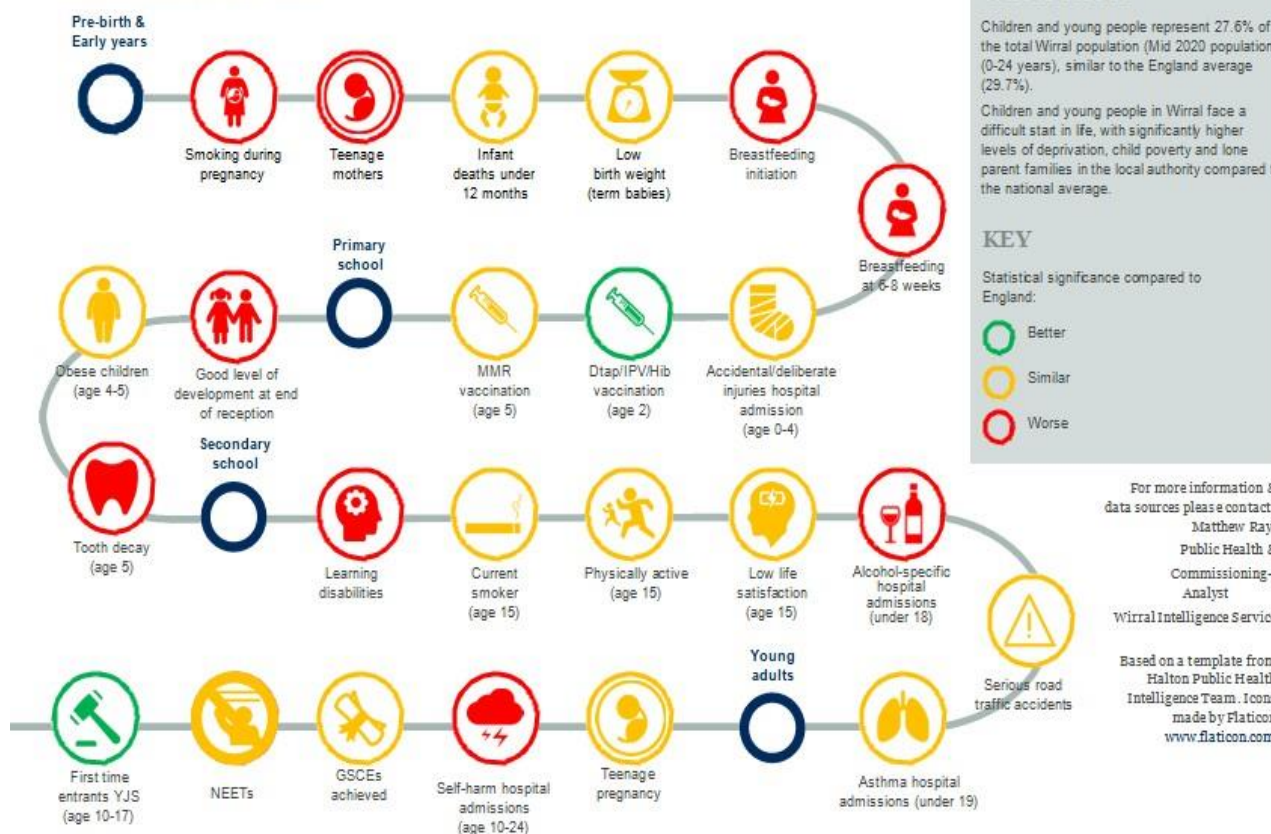 Pre-birth &
Early years
Smoking during
pregnancy
Teenage
mothers
Infant
deaths under
12 months
Low
birth weight
(term babies)
Breastfeeding
initiation
Breastfeeding
at 6-8 weeks
Primary
school
Obese children
(age 4-5)
Good level of
development at end
of reception
MMR
vaccination
(age 5)
Dtap/IPV/Hib
vaccination
(age 2)
Accidental/deliberate
injuries hospital
admission
(age 0-4)
Secondary
school
Tooth decay
(age 5)
Learning
disabilities
Current
smoker
(age 15)
Physically active
(age 15)
Low life
satisfaction
(age 15)
Alcohol-specific
hospital
admissions
(under 18)
Serious road
traffic accidents
Young
adults
First time
entrants YJS
(age 10-17)
NEETs
GSCEs
achieved
Self-harm hospital
admissions
(age 10-24)
Teenage
pregnancy
Asthma hospital
admissions (under 19)
Children and young people represent 27.6% of
the total Wirral population (Mid 2020 population
(0-24 years), similar to the England average
(29.7%).
Children and young people in Wirral face a
difficult start in life, with significantly higher
levels of deprivation, child poverty and lone
parent families in the local authority compared
the national average.
KEY
Statistical significance compared to
England:
Better
Similar
Worse
For more information &
data sources please contact
Matthew Ray
Public Health &
Commissioning-
Analyst
Wirral Intelligence Servic
Based on a template from
Halton Public Health
Intelligence Team. Icons
made by Flaticon
www.flaticon.com